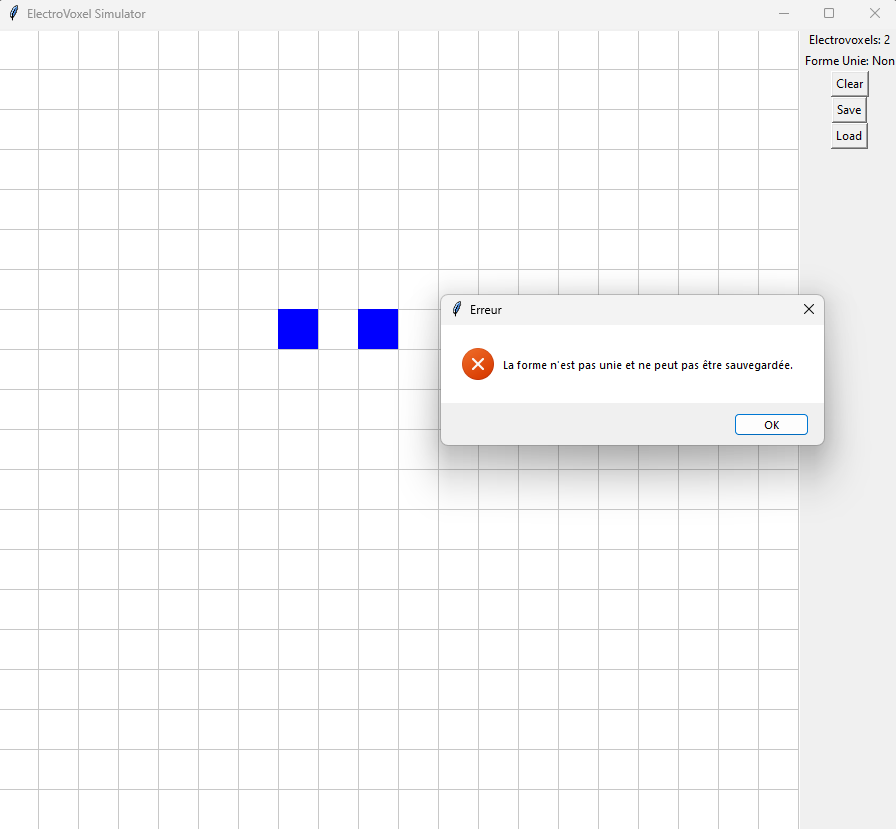 ElectroVoxel Simulator
Electrovoxels: 2
Forme Unie: Non
Clear
Save
Load
Erreur
La forme n'est pas unie et ne peut pas être sauvegardée.
OK